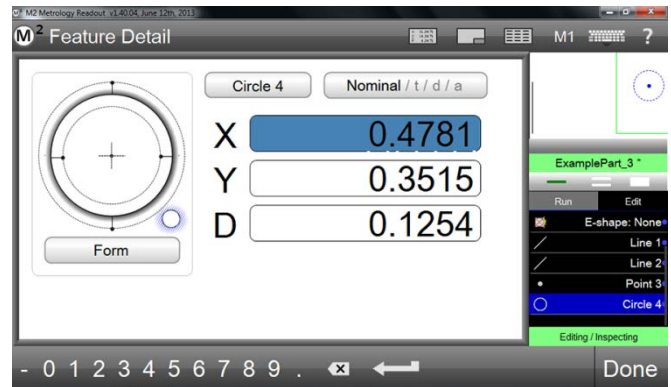 M2 Metrology Readout v1.40.04, June 12th, 2013
M² Feature Detail
M1 ?
Circle 4 Nominal / t / d / a
X 0.4781
Y 0.3515
D 0.1254
Form
ExamplePart_3 *
Run Edit
E-shape: None
Line 1
Line 2
Point 3
Circle 4
Editing / Inspecting
- 0 1 2 3 4 5 6 7 8 9 . Done